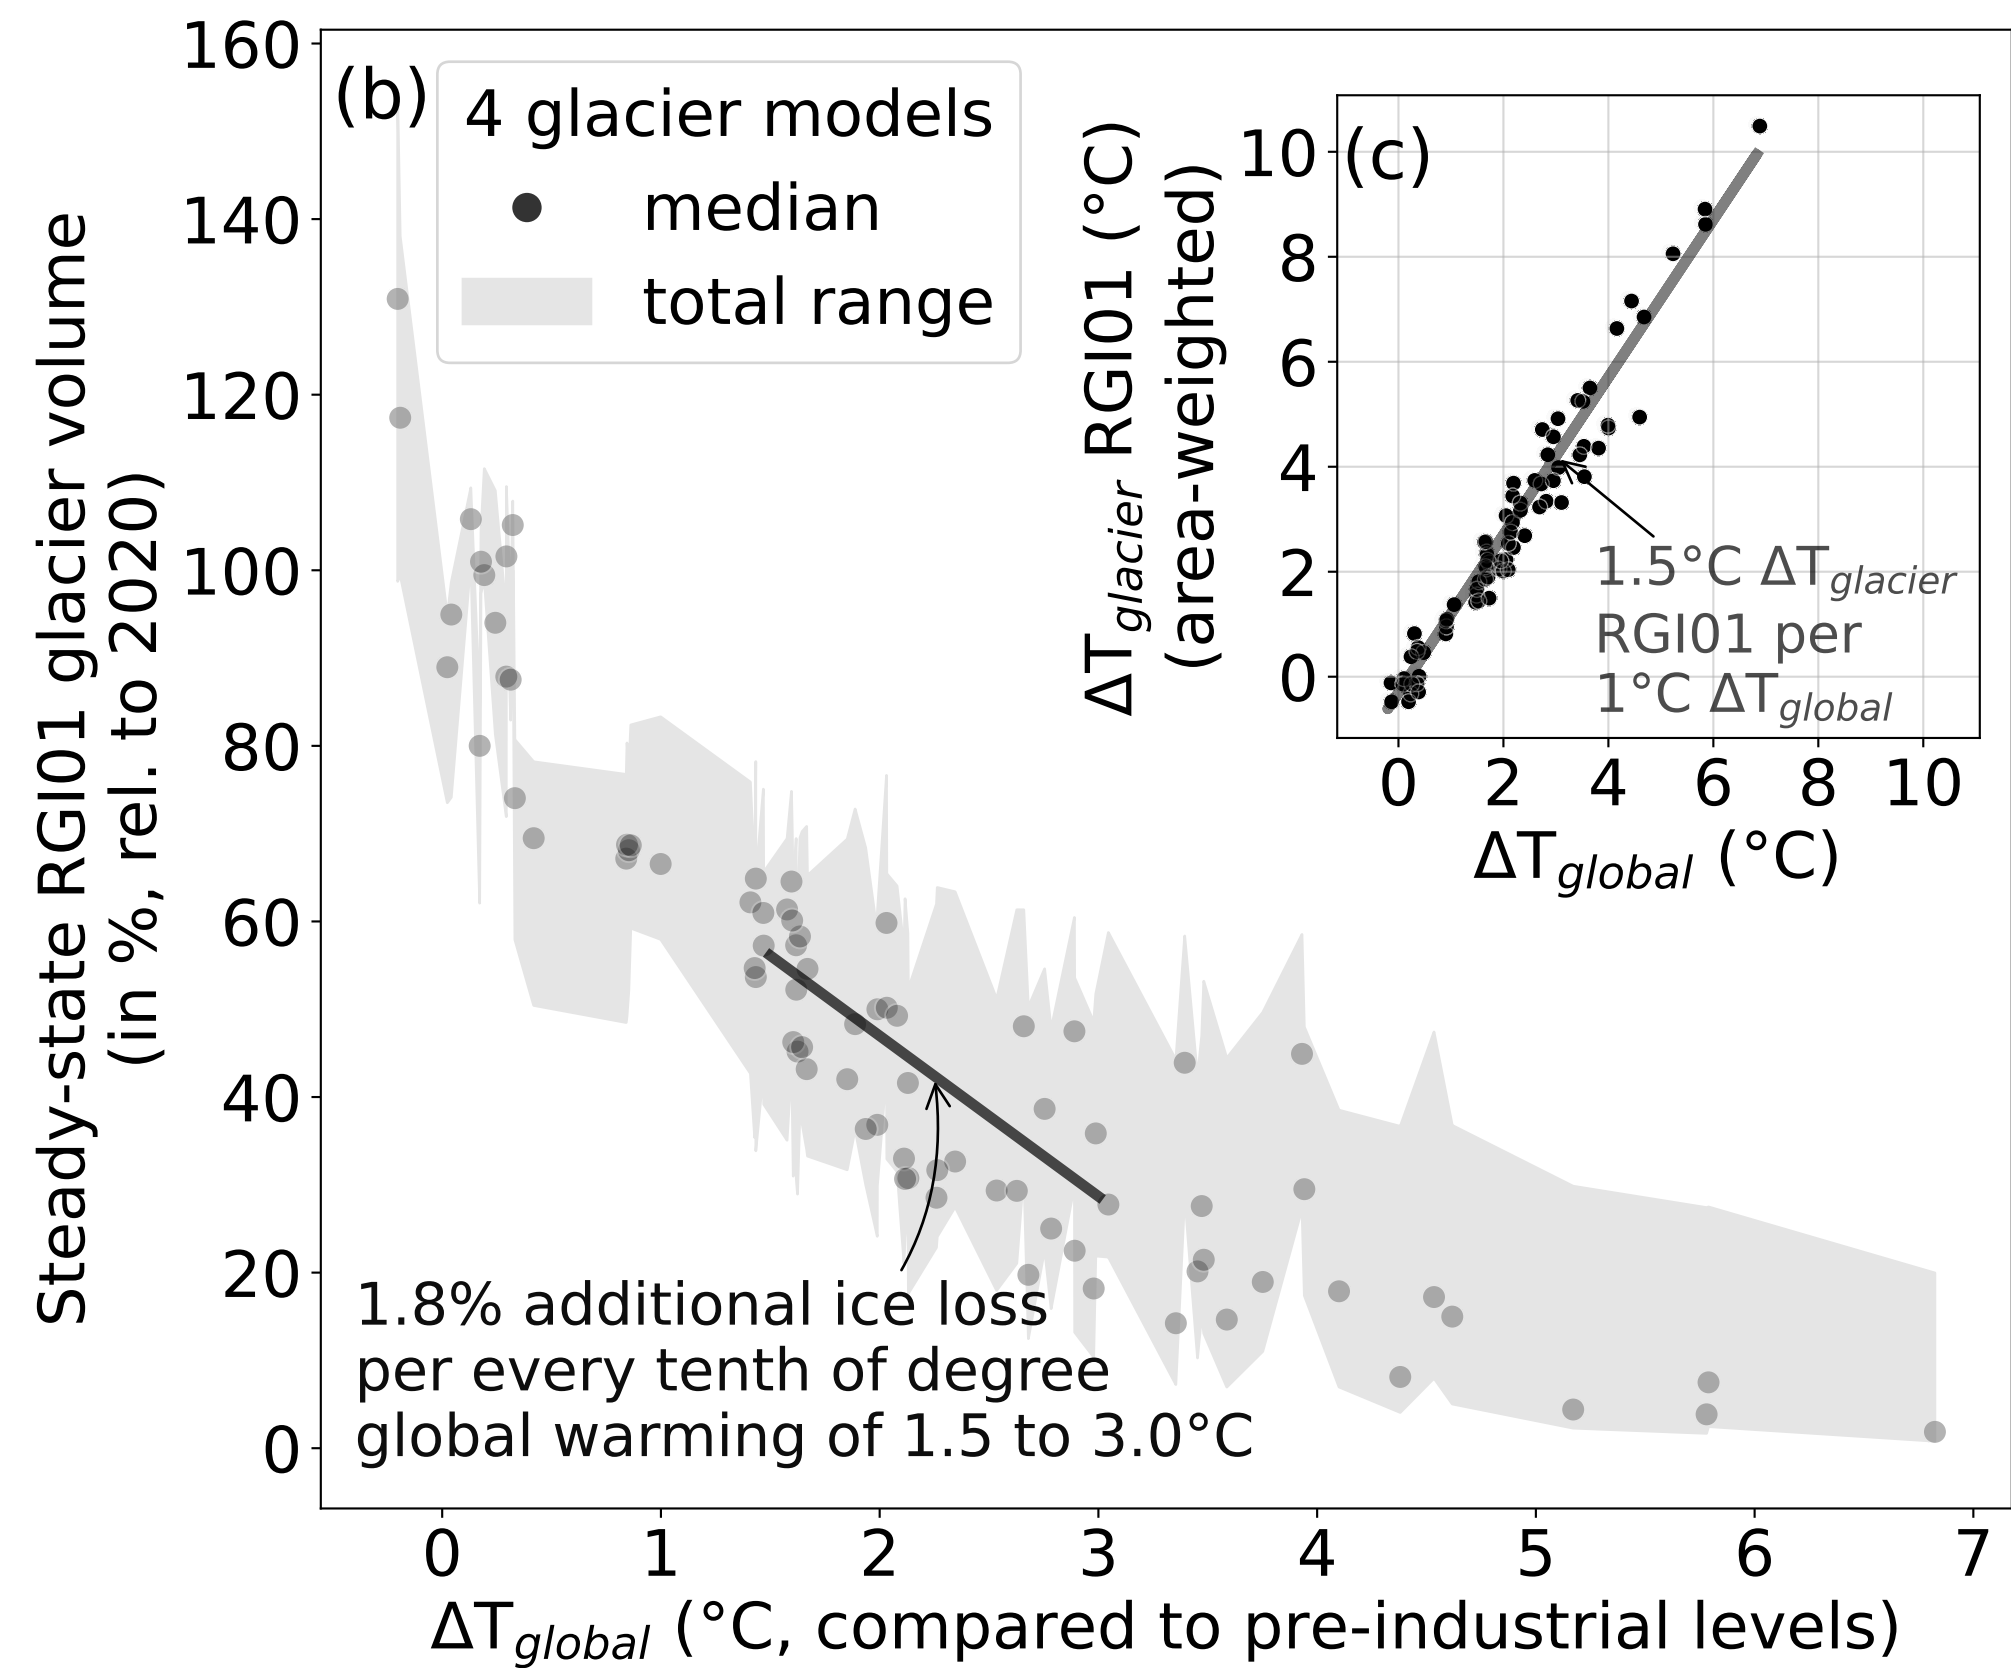 (b)
4 glacier models
median
total range
Steady-state RGI01 glacier volume
(in %, rel. to 2020)
160
140
120
100
80
60
40
20
0
0 1 2 3 4 5 6 7
ΔTglobal (°C, compared to pre-industrial levels)
1.8% additional ice loss
per every tenth of degree
global warming of 1.5 to 3.0°C
(c)
ΔTglacier RGI01 (°C)
(area-weighted)
10
8
6
4
2
0
0 2 4 6 8 10
ΔTglobal (°C)
1.5°C ΔTglacier
RGI01 per
1°C ΔTglobal